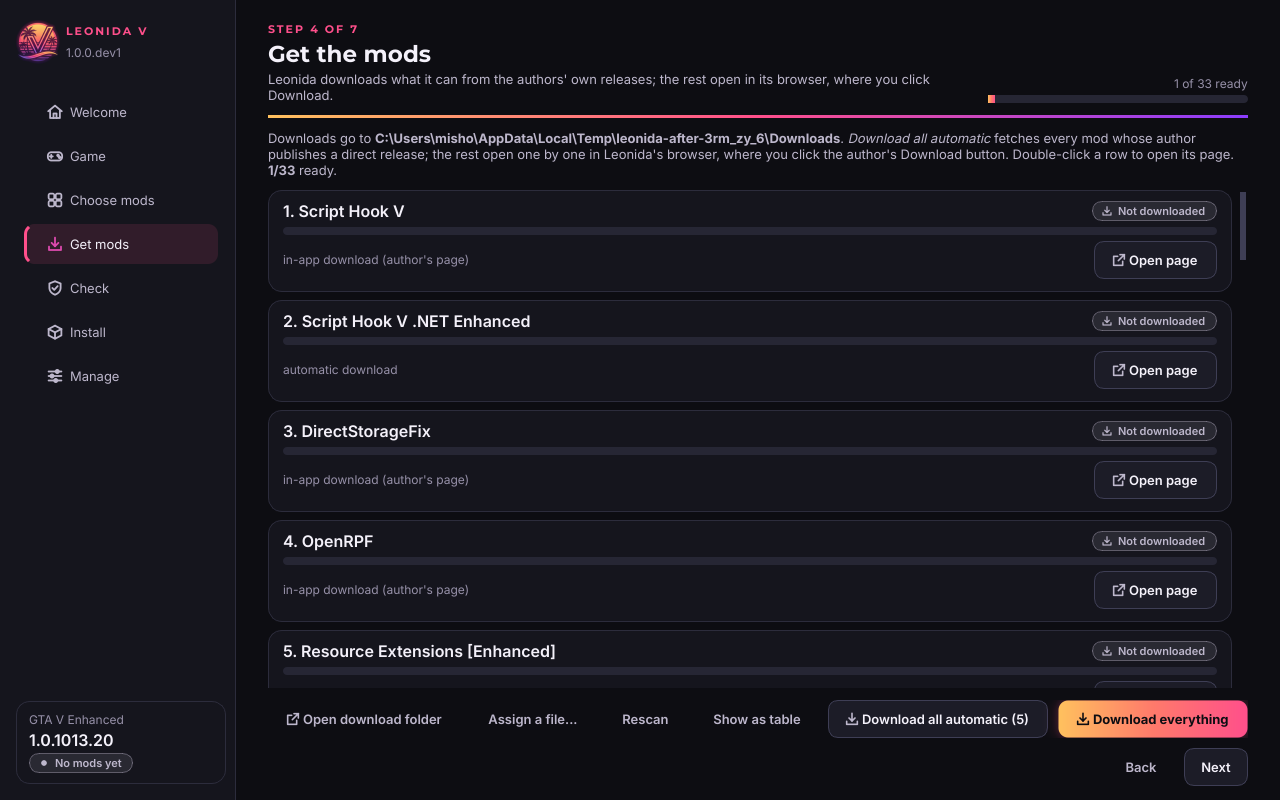 LEONIDA V
1.0.0.dev1
Welcome
Game
Choose mods
Get mods
Check
Install
Manage
GTA V Enhanced
1.0.1013.20
No mods yet
STEP 4 OF 7
Get the mods
Leonida downloads what it can from the authors' own releases; the rest open in its browser, where you click
Download.
1 of 33 ready
Downloads go to C:\Users\misho\AppData\Local\Temp\leonida-after-3rm_zy_6\Downloads. Download all automatic fetches every mod whose author
publishes a direct release; the rest open one by one in Leonida's browser, where you click the author's Download button. Double-click a row to open its page.
1/33 ready.
1. Script Hook V
Not downloaded
in-app download (author's page)
Open page
2. Script Hook V .NET Enhanced
Not downloaded
automatic download
Open page
3. DirectStorageFix
Not downloaded
in-app download (author's page)
Open page
4. OpenRPF
Not downloaded
in-app download (author's page)
Open page
5. Resource Extensions [Enhanced]
Not downloaded
Open download folder
Assign a file...
Rescan
Show as table
Download all automatic (5)
Download everything
Back
Next